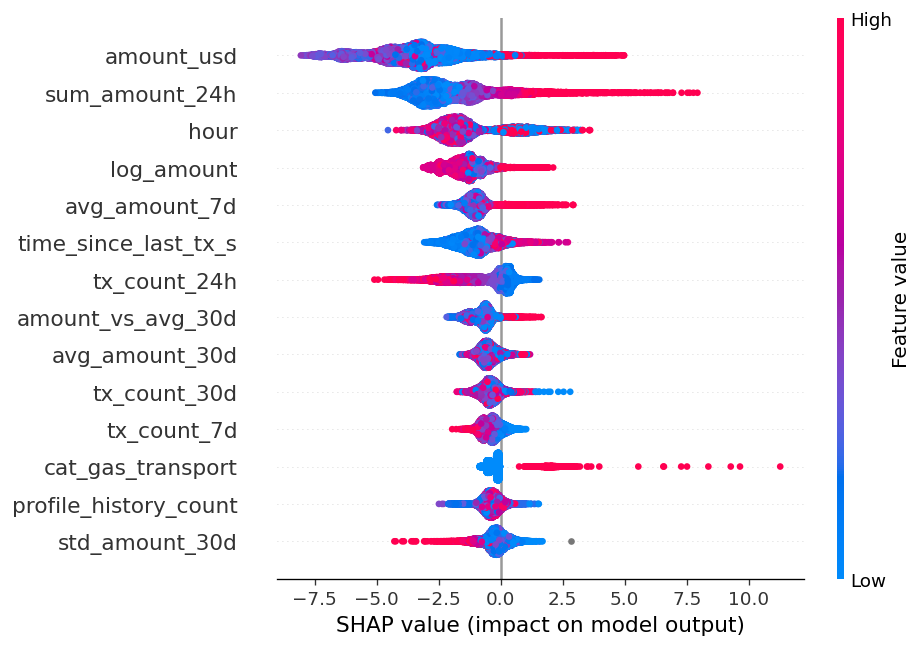 High
amount_usd
sum_amount_24h
hour
log_amount
avg_amount_7d
time_since_last_tx_s
tx_count_24h
amount_vs_avg_30d
avg_amount_30d
tx_count_30d
tx_count_7d
cat_gas_transport
profile_history_count
std_amount_30d
Feature value
Low
−7.5 −5.0 −2.5 0.0 2.5 5.0 7.5 10.0
SHAP value (impact on model output)